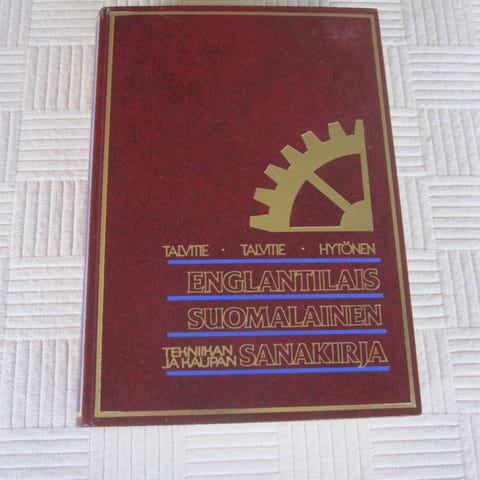 TALVITIE · TALVITIE · HYTÖNEN
ENGLANTILAIS
SUOMALAINEN
TEKNIIKAN
JA KAUPAN
SANAKIRJA